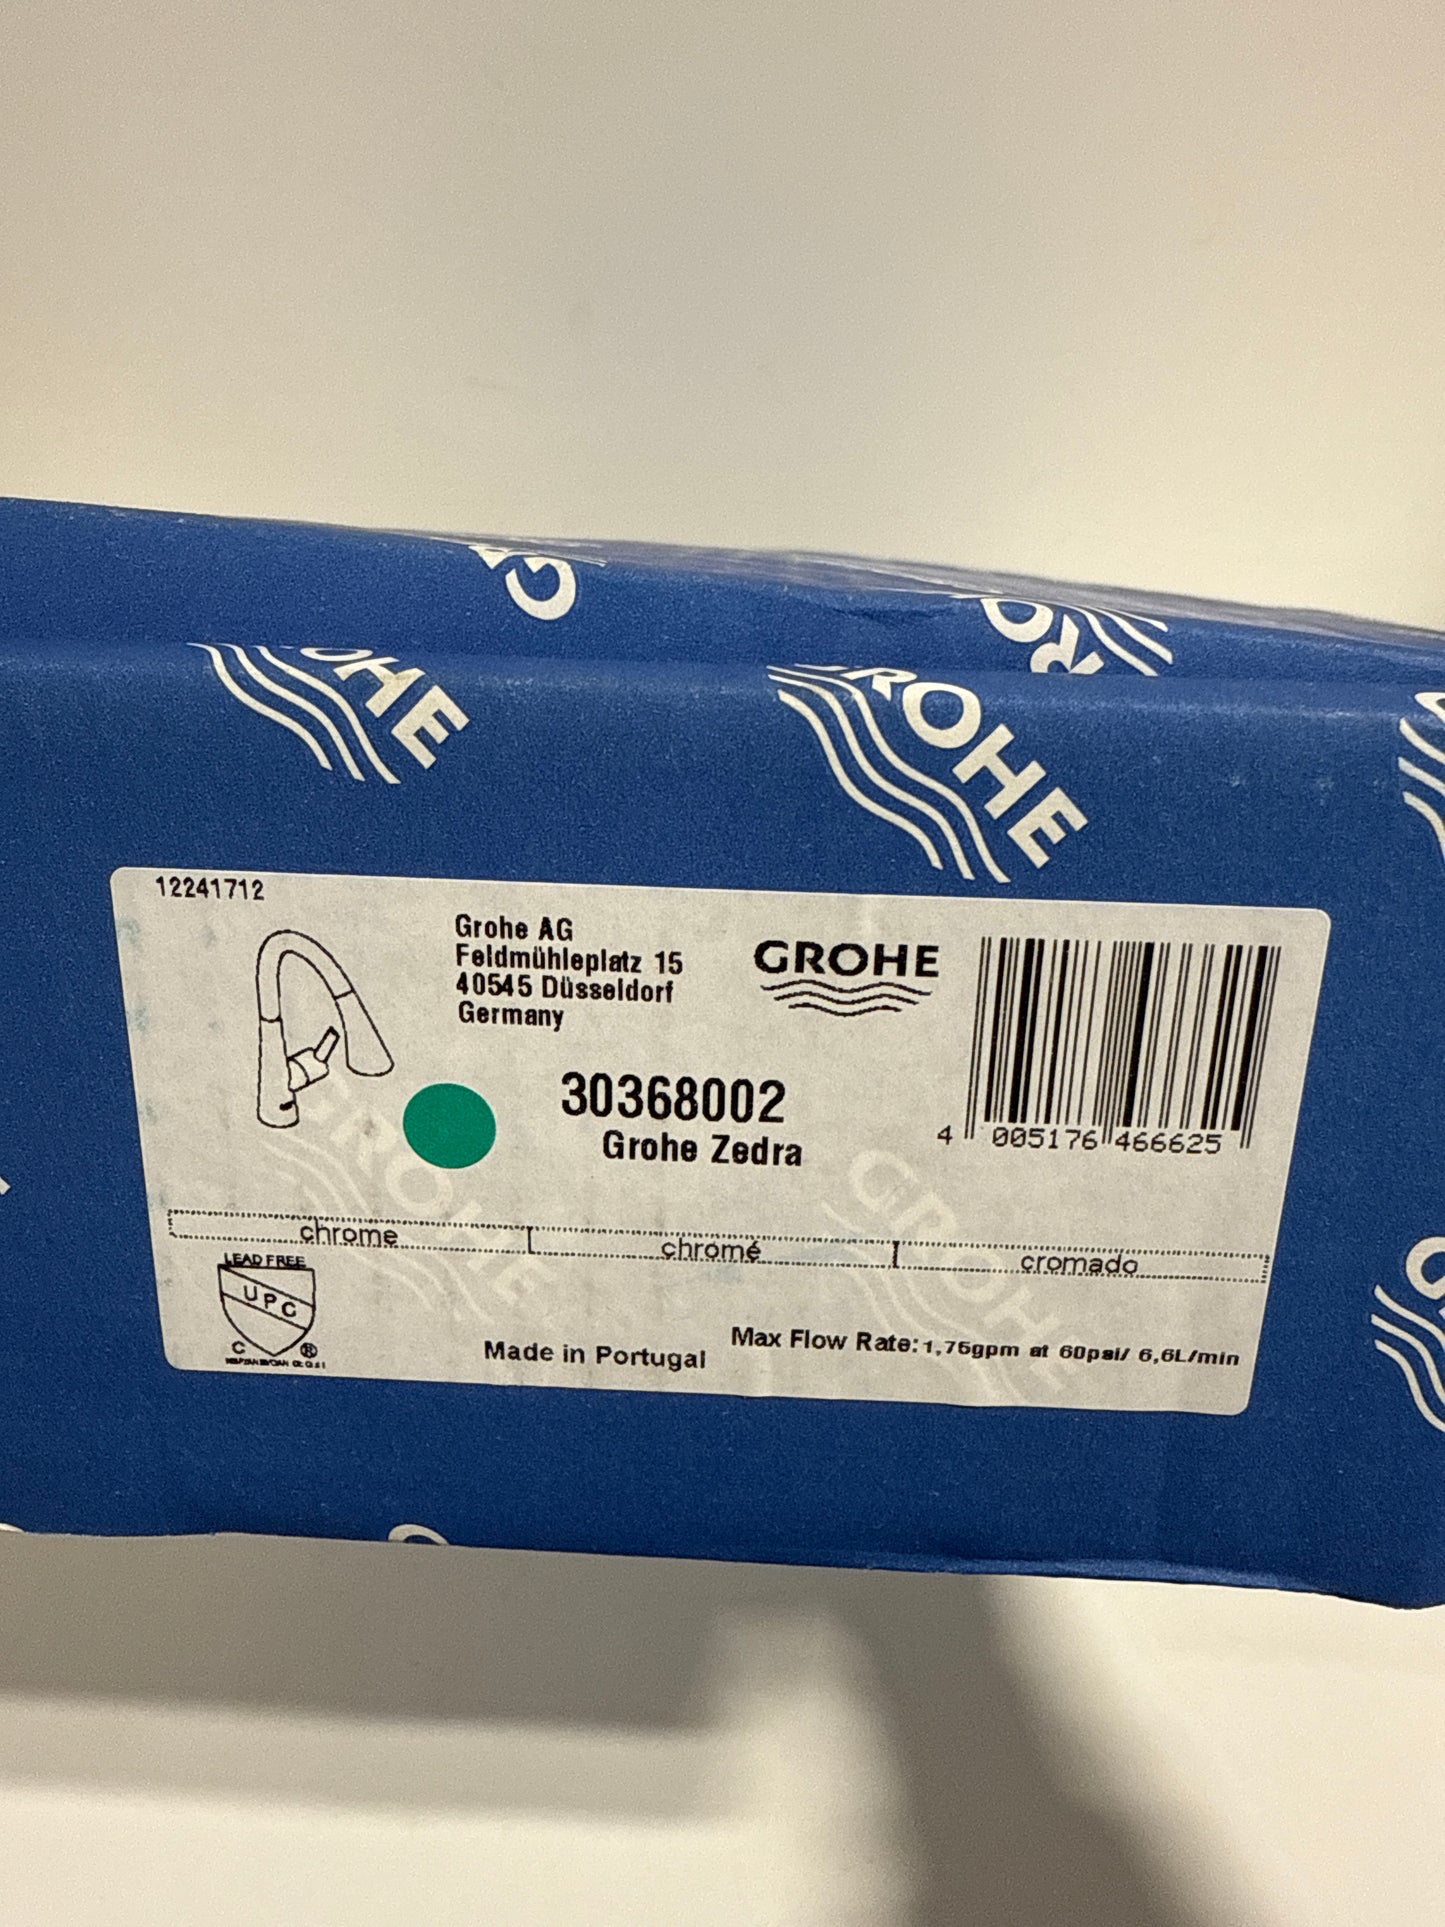 GROHE
GROHE
12241712
Grohe AG
Feldmühleplatz 15
40545 Düsseldorf
Germany
GROHE
30368002
Grohe Zedra
4 005176 466625
chrome chromé cromado
LEAD FREE
UPC
C ®
Made in Portugal
Max Flow Rate: 1,75gpm at 60psi/ 6,6L/min